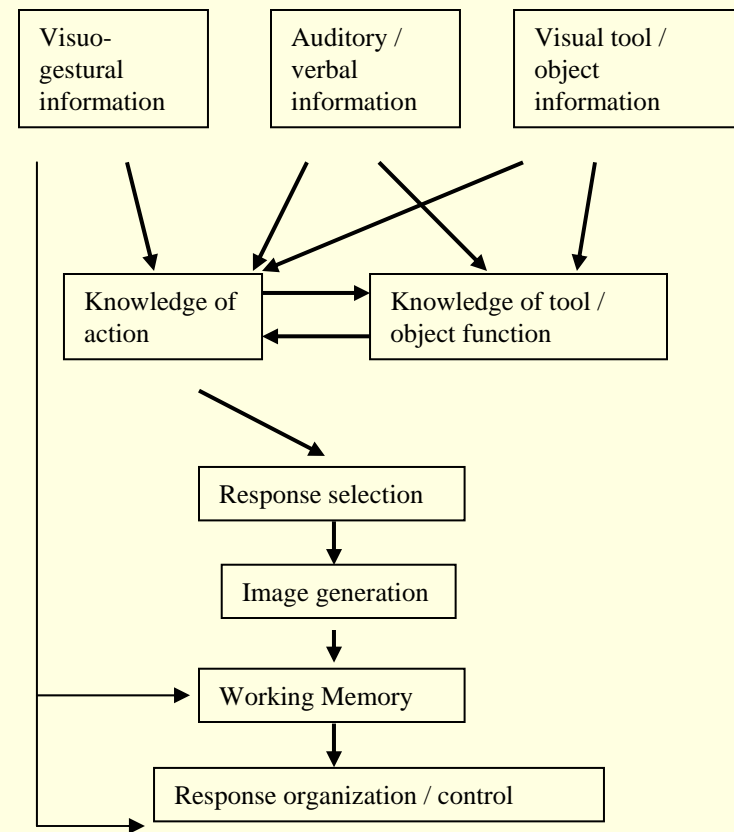 Visuo-
gestural
information
Auditory /
verbal
information
Visual tool /
object
information
Knowledge of
action
Knowledge of tool /
object function
Response selection
Image generation
Working Memory
Response organization / control